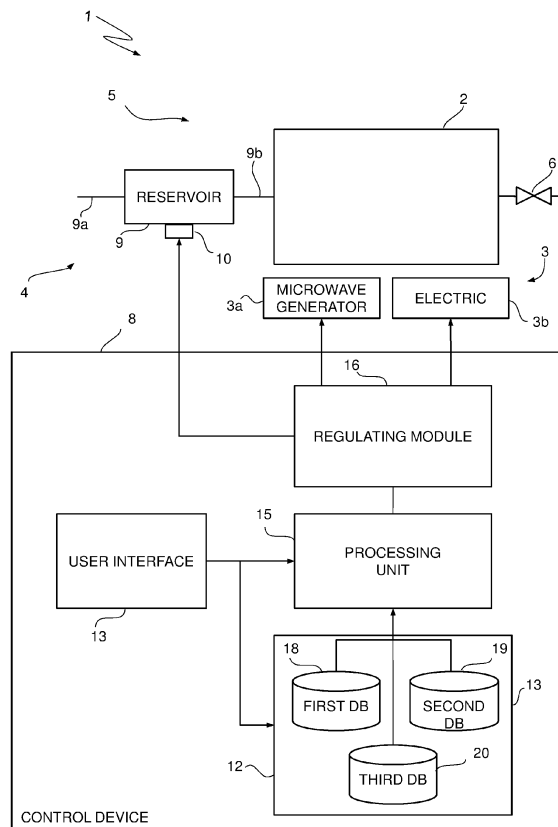 1
5
2
9b
6
RESERVOIR
9a
9
10
3
4
MICROWAVE
GENERATOR
3a
ELECTRIC
3b
8
16
REGULATING MODULE
15
USER INTERFACE
PROCESSING
UNIT
13
18
19
13
FIRST DB
SECOND
DB
20
12
THIRD DB
CONTROL DEVICE